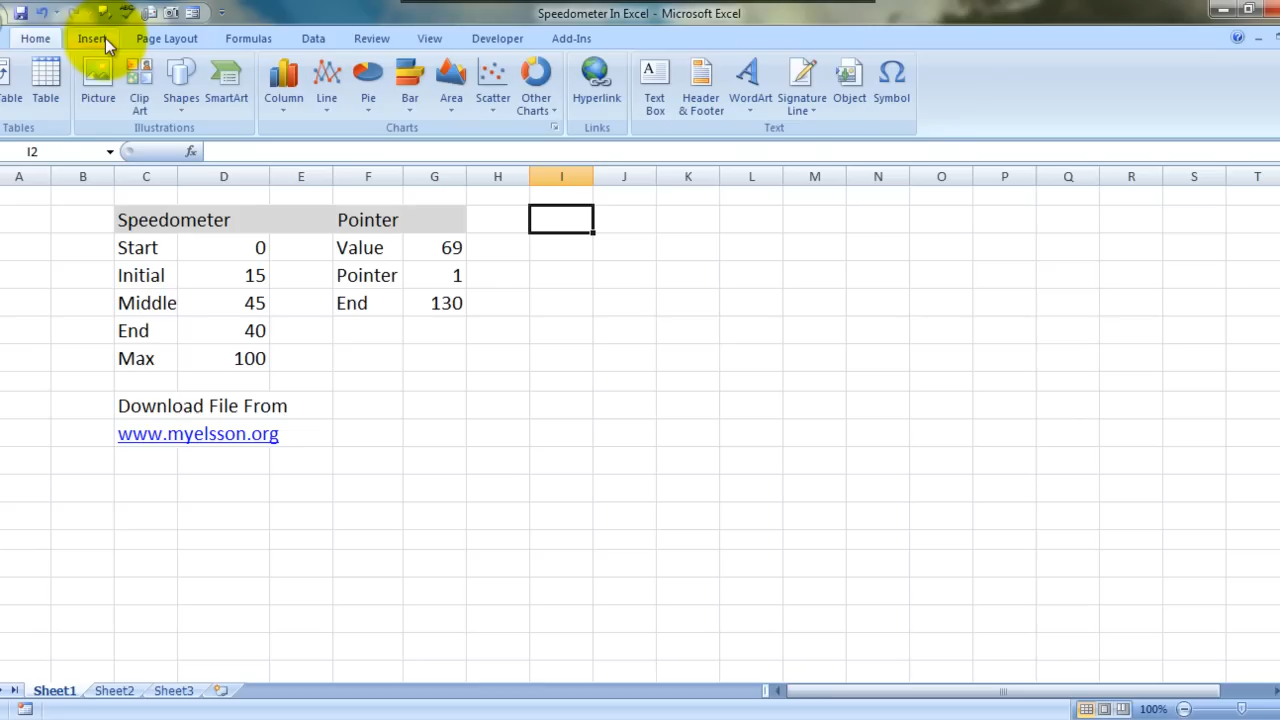 Speedometer In Excel - Microsoft Excel
Home Insert Page Layout Formulas Data Review View Developer Add-Ins
Table Table Picture Clip Art Shapes SmartArt Column Line Pie Bar Area Scatter Other Charts Hyperlink Text Box Header & Footer WordArt Signature Line Object Symbol
Tables Illustrations Charts Links Text
I2 fx
A B C D E F G H I J K L M N O P Q R S T
Speedometer Pointer
Start 0 Value 69
Initial 15 Pointer 1
Middle 45 End 130
End 40
Max 100
Download File From
www.myelsson.org
Sheet1 Sheet2 Sheet3
100%